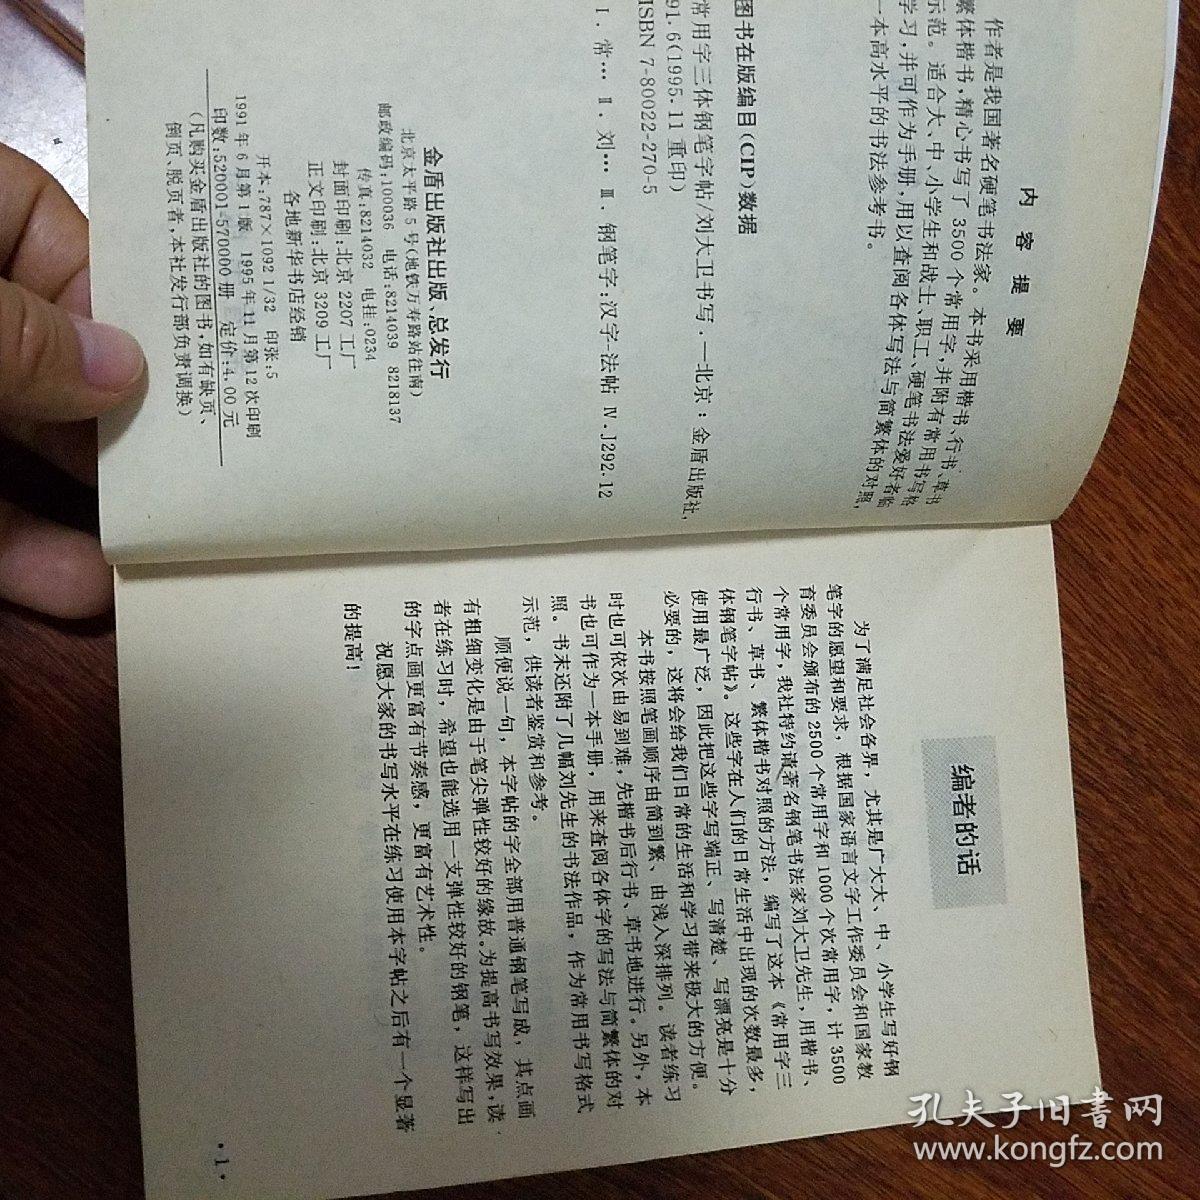 内容提要
作者是我国著名硬笔书法家。本书采用楷书、行书、草书
繁体楷书,精心书写了3500个常用字,并附有常用书写格
示范。适合大、中、小学生和战士、职工、硬笔书法爱好者临
学习,并可作为手册,用以查阅各体写法与简繁体的对照,
一本高水平的书法参考书。
图书在版编目(CIP)数据
常用字三体钢笔字帖/刘大卫书写.—北京:金盾出版社,
91.6(1995.11重印)
ISBN 7-80022-270-5
Ⅰ.常… Ⅱ.刘… Ⅲ.钢笔字:汉字-法帖 Ⅳ.J292.12
金盾出版社出版、总发行
北京太平路5号(地铁万寿路站往南)
邮政编码:100036 电话:8214039 8218137
传真:8214032 电挂:0234
封面印刷:北京2207工厂
正文印刷:北京3209工厂
各地新华书店经销
开本:787×1092 1/32 印张:5
1991年6月第1版 1995年11月第12次印刷
印数:520001-570000册 定价:4.00元
(凡购买金盾出版社的图书,如有缺页、
倒页、脱页者,本社发行部负责调换)
编者的话
为了满足社会各界,尤其是广大大、中、小学生写好钢
笔字的愿望和要求,根据国家语言文字工作委员会和国家教
育委员会颁布的2500个常用字和1000个次常用字,计3500
个常用字,我社特约请著名钢笔书法家刘大卫先生,用楷书、
行书、草书、繁体楷书对照的方法,编写了这本《常用字三
体钢笔字帖》。这些字在人们的日常生活中出现的次数最多,
使用最广泛,因此把这些字写端正、写清楚、写漂亮是十分
必要的,这将会给我们日常的生活和学习带来极大的方便。
本书按照笔画顺序由简到繁、由浅入深排列。读者练习
时也可依次由易到难,先楷书后行书、草书地进行。另外,本
书也可作为一本手册,用来查阅各体字的写法与简繁体的对
照。书末还附了几幅刘先生的书法作品,作为常用书写格式
示范,供读者鉴赏和参考。
顺便说一句,本字帖的字全部用普通钢笔写成,其点画
有粗细变化是由于笔尖弹性较好的缘故。为提高书写效果,读
者在练习时,希望也能选用一支弹性较好的钢笔,这样写出
的字点画更富有节奏感,更富有艺术性。
祝愿大家的书写水平在练习使用本字帖之后有一个显著
的提高!
·1·
孔夫子旧书网
www.kongfz.com